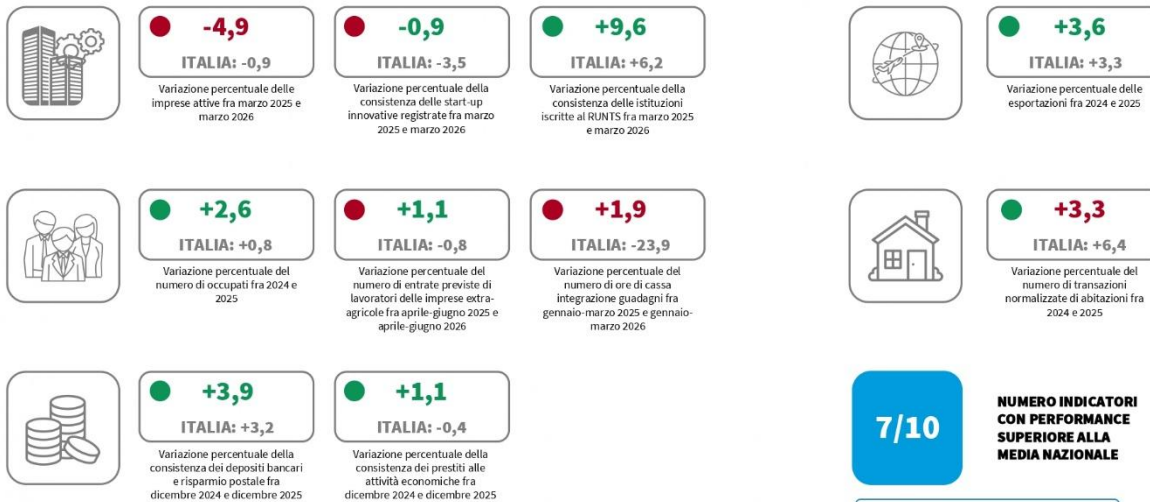 -4,9
ITALIA: -0,9
Variazione percentuale delle
imprese attive fra marzo 2025 e
marzo 2026
-0,9
ITALIA: -3,5
Variazione percentuale della
consistenza delle start-up
innovative registrate fra marzo
2025 e marzo 2026
+9,6
ITALIA: +6,2
Variazione percentuale della
consistenza delle istituzioni
iscritte al RUNTS fra marzo 2025
e marzo 2026
+3,6
ITALIA: +3,3
Variazione percentuale delle
esportazioni fra 2024 e 2025
+2,6
ITALIA: +0,8
Variazione percentuale del
numero di occupati fra 2024 e
2025
+1,1
ITALIA: -0,8
Variazione percentuale del
numero di entrate previste di
lavoratori delle imprese extra-
agricole fra aprile-giugno 2025 e
aprile-giugno 2026
+1,9
ITALIA: -23,9
Variazione percentuale del
numero di ore di cassa
integrazione guadagni fra
gennaio-marzo 2025 e gennaio-
marzo 2026
+3,3
ITALIA: +6,4
Variazione percentuale del
numero di transazioni
normalizzate di abitazioni fra
2024 e 2025
+3,9
ITALIA: +3,2
Variazione percentuale della
consistenza dei depositi bancari
e risparmio postale fra
dicembre 2024 e dicembre 2025
+1,1
ITALIA: -0,4
Variazione percentuale della
consistenza dei prestiti alle
attività economiche fra
dicembre 2024 e dicembre 2025
7/10
NUMERO INDICATORI
CON PERFORMANCE
SUPERIORE ALLA
MEDIA NAZIONALE